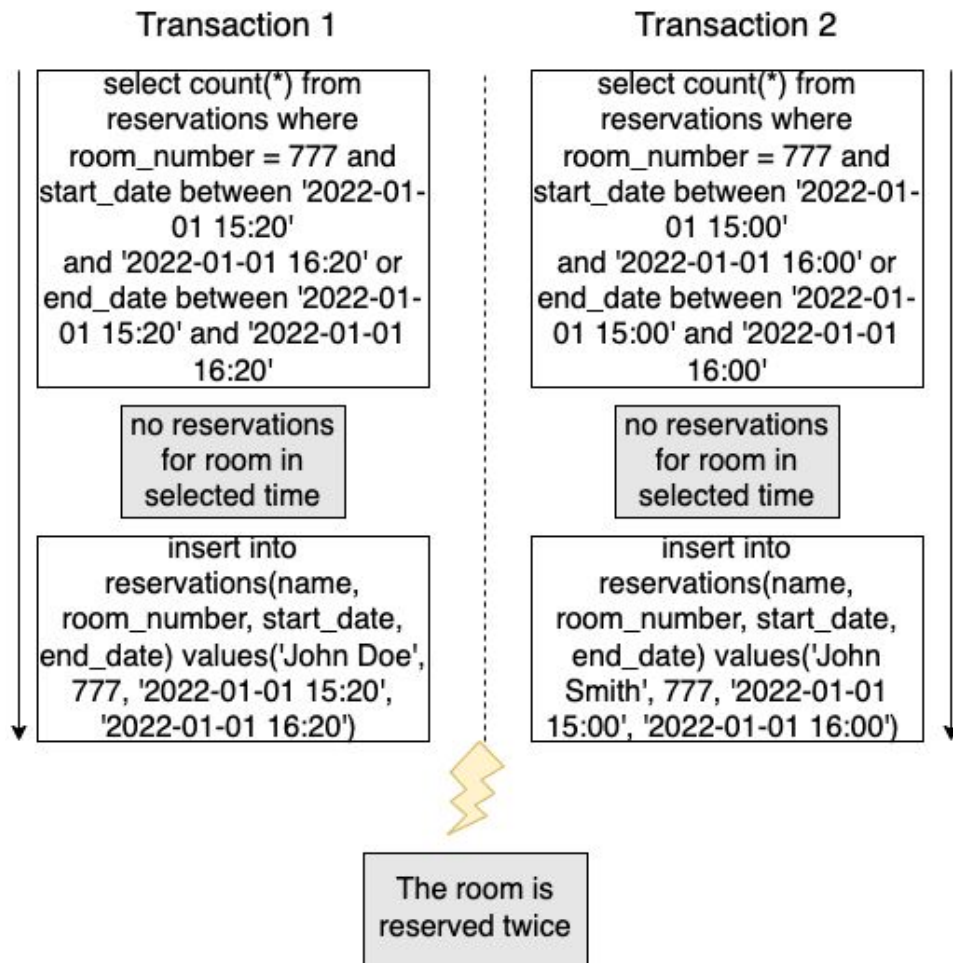 Transaction 1
Transaction 2
select count(*) from
reservations where
room_number = 777 and
start_date between '2022-01-
01 15:20'
and '2022-01-01 16:20' or
end_date between '2022-01-
01 15:20' and '2022-01-01
16:20'
select count(*) from
reservations where
room_number = 777 and
start_date between '2022-01-
01 15:00'
and '2022-01-01 16:00' or
end_date between '2022-01-
01 15:00' and '2022-01-01
16:00'
no reservations
for room in
selected time
no reservations
for room in
selected time
insert into
reservations(name,
room_number, start_date,
end_date) values('John Doe',
777, '2022-01-01 15:20',
'2022-01-01 16:20')
insert into
reservations(name,
room_number, start_date,
end_date) values('John
Smith', 777, '2022-01-01
15:00', '2022-01-01 16:00')
The room is
reserved twice